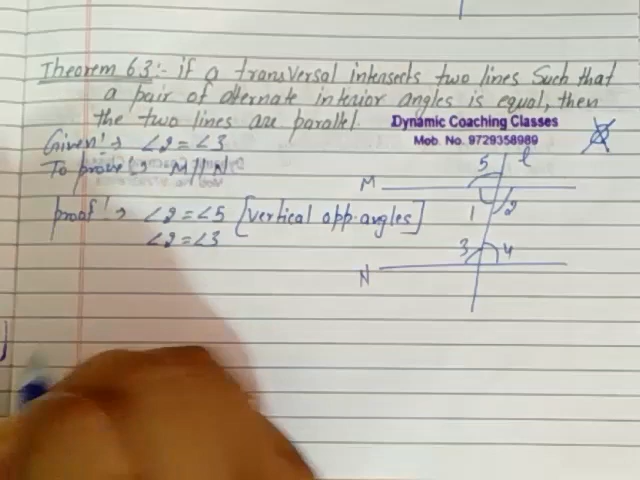 Theorem 6.3:- if a transversal intersects two lines such that
a pair of alternate interior angles is equal, then
the two lines are parallel.
Dynamic Coaching Classes
Mob. No. 9729358989
Given:→ ∠2=∠3
To prove:→ M||N
proof:→ ∠2=∠5 [vertical opp. angles]
∠2=∠3
5 l
M
1 2
3 4
N